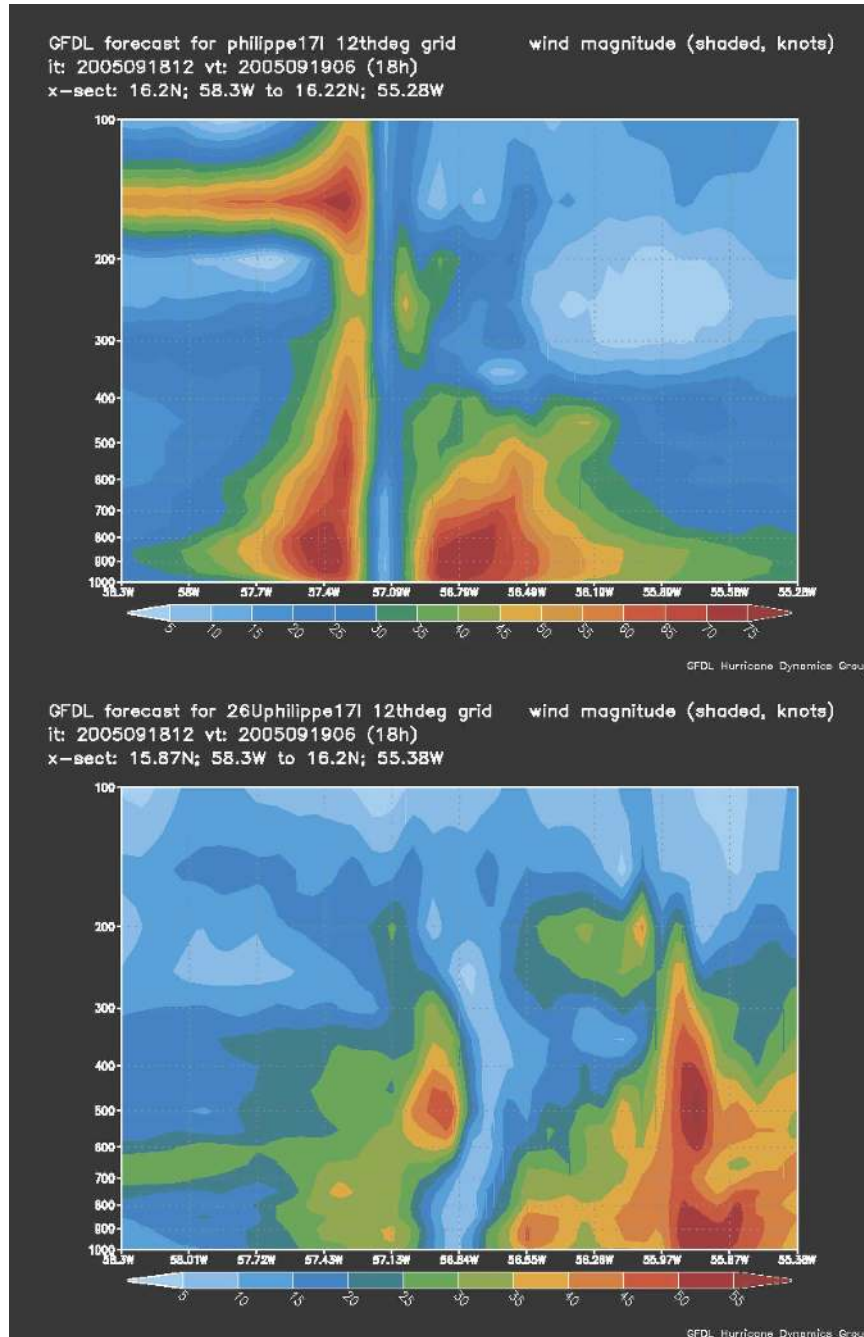 GFDL forecast for philippe17l 12thdeg grid wind magnitude (shaded, knots)
it: 2005091812 vt: 2005091906 (18h)
x-sect: 16.2N; 58.3W to 16.22N; 55.28W
100
200
300
400
500
600
700
800
900
1000
58.3W 58W 57.7W 57.4W 57.09W 56.79W 56.49W 56.19W 55.89W 55.58W 55.28W
5 10 15 20 25 30 35 40 45 50 55 60 65 70 75
GFDL Hurricane Dynamics Grou
GFDL forecast for 26Uphilippe17l 12thdeg grid wind magnitude (shaded, knots)
it: 2005091812 vt: 2005091906 (18h)
x-sect: 15.87N; 58.3W to 16.2N; 55.38W
100
200
300
400
500
600
700
800
900
1000
58.3W 58.01W 57.72W 57.43W 57.13W 56.84W 56.55W 56.26W 55.97W 55.67W 55.38W
5 10 15 20 25 30 35 40 45 50 55
GFDL Hurricane Dynamics Grou